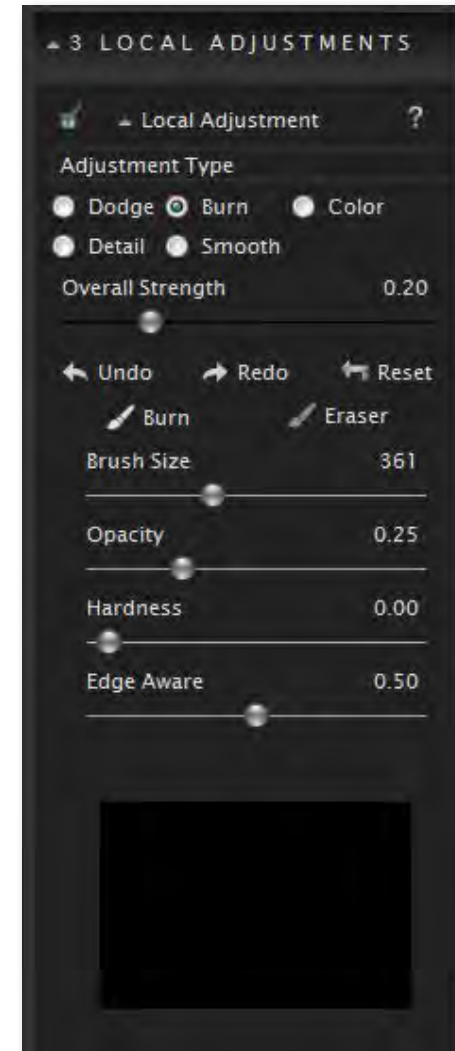 3 LOCAL ADJUSTMENTS
Local Adjustment ?
Adjustment Type
Dodge Burn Color
Detail Smooth
Overall Strength 0.20
Undo Redo Reset
Burn Eraser
Brush Size 361
Opacity 0.25
Hardness 0.00
Edge Aware 0.50